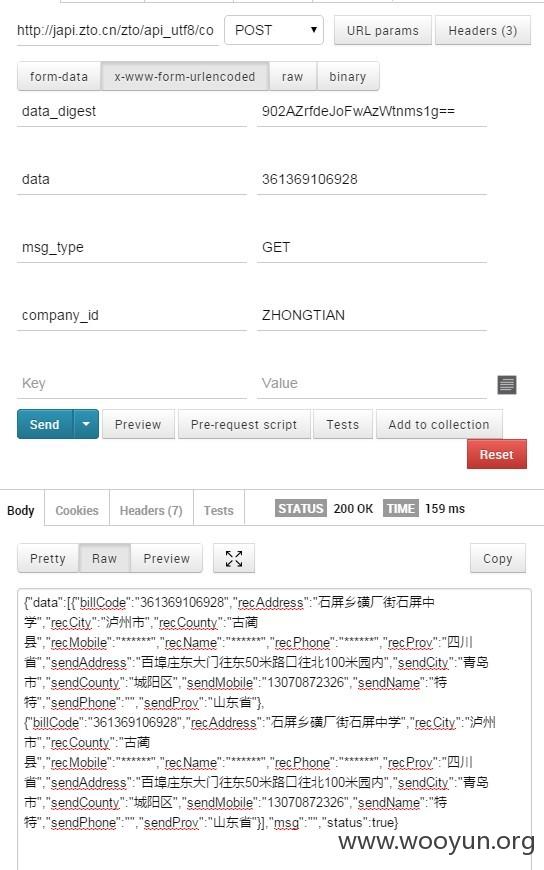 http://japi.zto.cn/zto/api_utf8/co POST URL params Headers (3)
form-data x-www-form-urlencoded raw binary
data_digest 902AZrfdeJoFwAzWtnms1g==
data 361369106928
msg_type GET
company_id ZHONGTIAN
Key Value
Send Preview Pre-request script Tests Add to collection
Reset
Body Cookies Headers (7) Tests STATUS 200 OK TIME 159 ms
Pretty Raw Preview Copy
{"data":[{"billCode":"361369106928","recAddress":"石屏乡磺厂街石屏中
学","recCity":"泸州市","recCounty":"古蔺
县","recMobile":"******","recName":"******","recPhone":"******","recProv":"四川
省","sendAddress":"百埠庄东大门往东50米路口往北100米园内","sendCity":"青岛
市","sendCounty":"城阳区","sendMobile":"13070872326","sendName":"特
特","sendPhone":"","sendProv":"山东省"},
{"billCode":"361369106928","recAddress":"石屏乡磺厂街石屏中学","recCity":"泸州
市","recCounty":"古蔺
县","recMobile":"******","recName":"******","recPhone":"******","recProv":"四川
省","sendAddress":"百埠庄东大门往东50米路口往北100米园内","sendCity":"青岛
市","sendCounty":"城阳区","sendMobile":"13070872326","sendName":"特
特","sendPhone":"","sendProv":"山东省"}],"msg":"","status":true}
www.wooyun.org